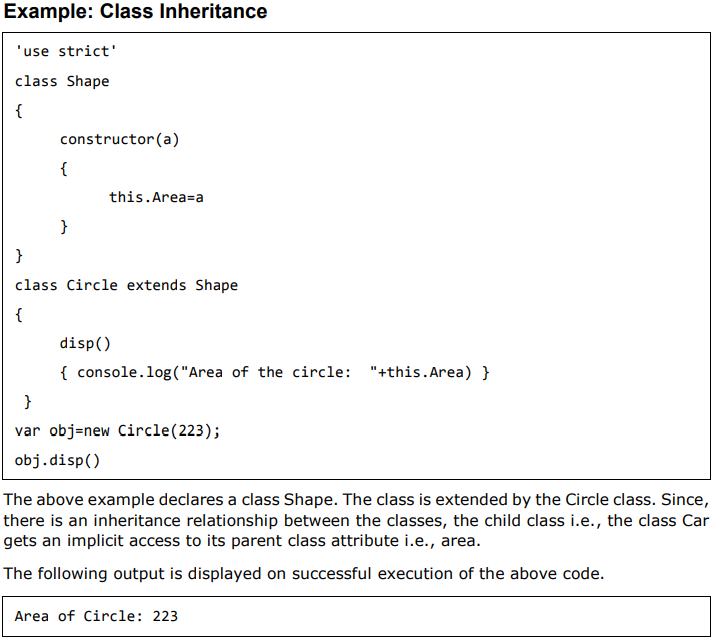 Example: Class Inheritance
'use strict'
class Shape
{
constructor(a)
{
this.Area=a
}
}
class Circle extends Shape
{
disp()
{ console.log("Area of the circle:  "+this.Area) }
}
var obj=new Circle(223);
obj.disp()
The above example declares a class Shape. The class is extended by the Circle class. Since,
there is an inheritance relationship between the classes, the child class i.e., the class Car
gets an implicit access to its parent class attribute i.e., area.
The following output is displayed on successful execution of the above code.
Area of Circle: 223